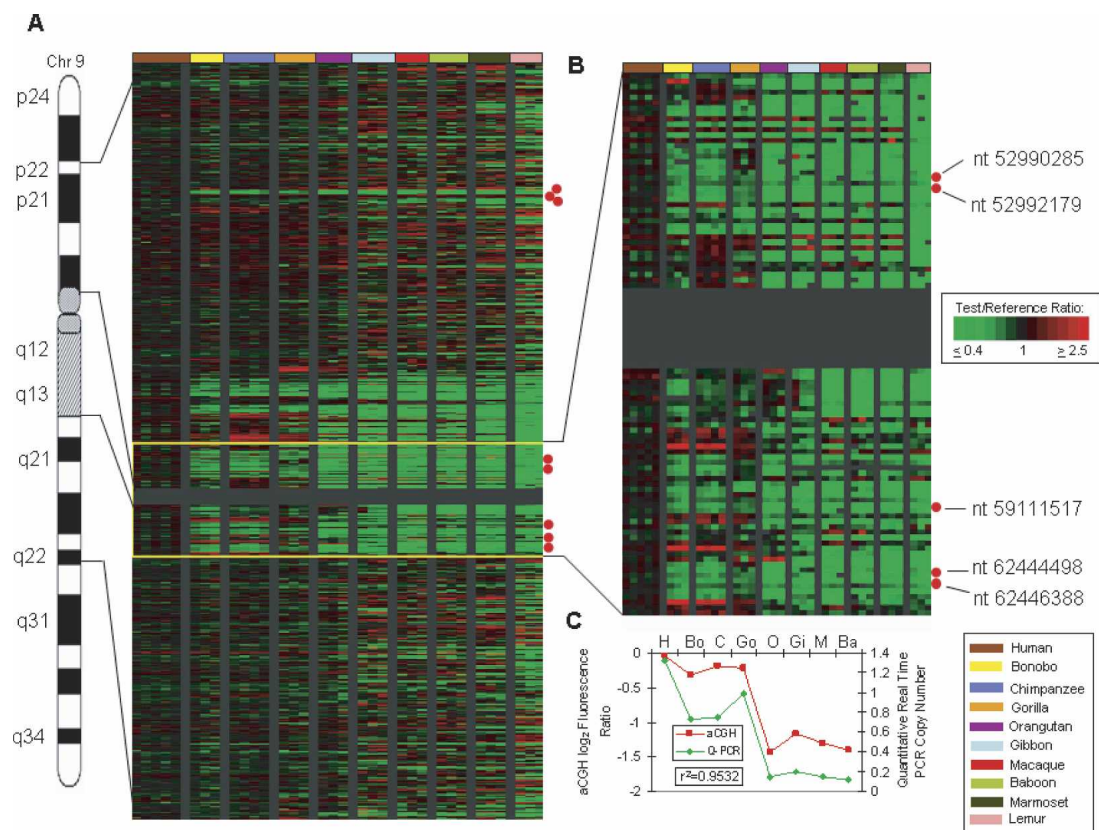 A
Chr 9
p24
p22
p21
q12
q13
q21
q22
q31
q34
B
nt 52990285
nt 52992179
Test/Reference Ratio:
≤ 0.4 1 ≥ 2.5
nt 59111517
nt 62444498
nt 62446388
C
H Bo C Go O Gi M Ba
aCGH log2 Fluorescence
Ratio
0
-0.5
-1
-1.5
-2
aCGH
Q-PCR
r²=0.9532
1.4
1.2
1
0.8
0.6
0.4
0.2
0
Quantitative Real Time
PCR Copy Number
Human
Bonobo
Chimpanzee
Gorilla
Orangutan
Gibbon
Macaque
Baboon
Marmoset
Lemur